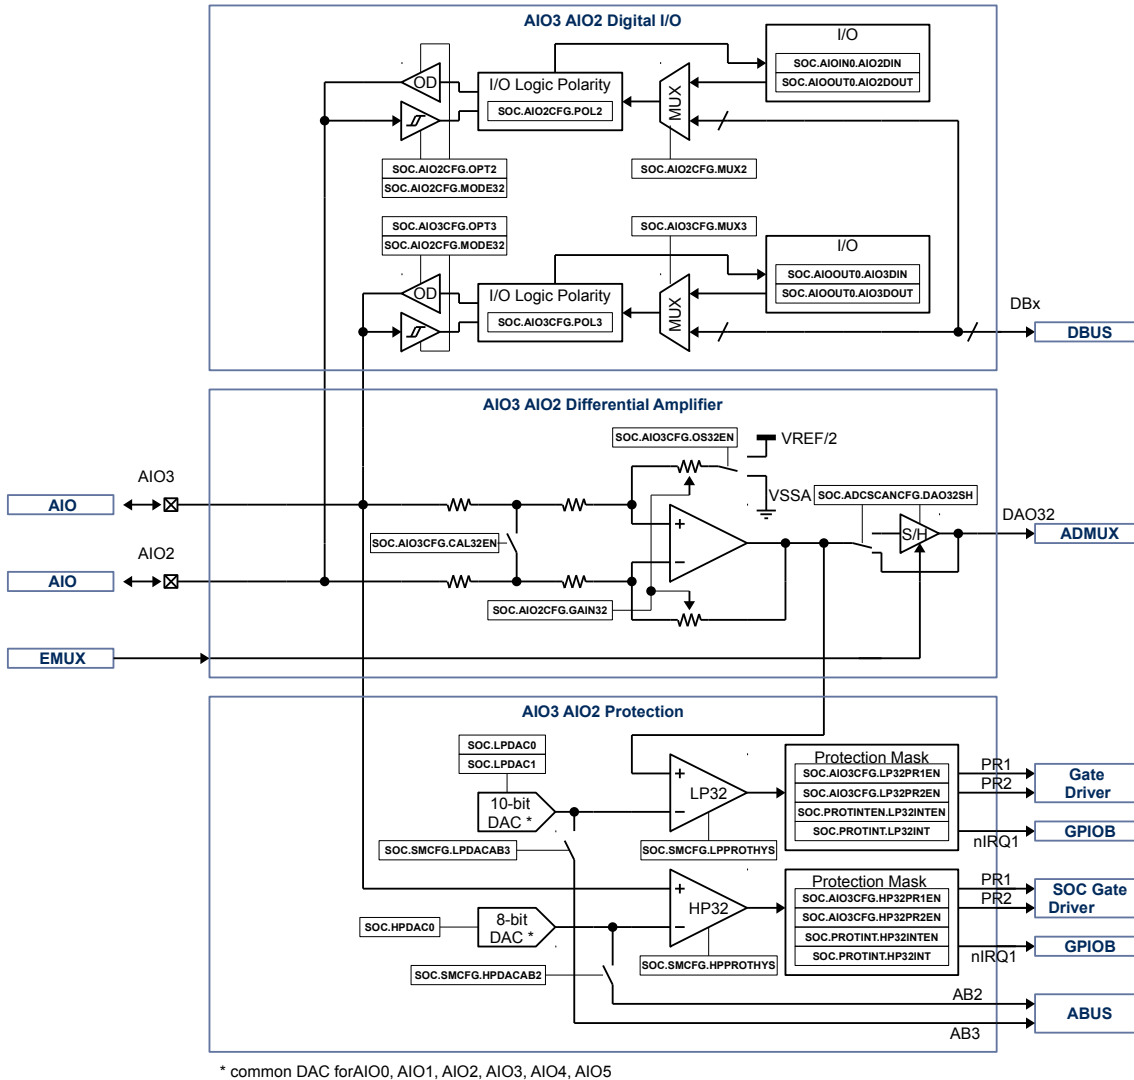 AIO3 AIO2 Digital I/O
I/O
SOC.AIOIN0.AIO2DIN
SOC.AIOOUT0.AIO2DOUT
OD
I/O Logic Polarity
SOC.AIO2CFG.POL2
MUX
SOC.AIO2CFG.OPT2
SOC.AIO2CFG.MODE32
SOC.AIO2CFG.MUX2
SOC.AIO3CFG.OPT3
SOC.AIO2CFG.MODE32
SOC.AIO3CFG.MUX3
I/O
SOC.AIOOUT0.AIO3DIN
SOC.AIOOUT0.AIO3DOUT
OD
I/O Logic Polarity
SOC.AIO3CFG.POL3
MUX
DBx
DBUS
AIO3 AIO2 Differential Amplifier
SOC.AIO3CFG.OS32EN
VREF/2
VSSA
SOC.ADCSCANCFG.DAO32SH
AIO3
AIO
SOC.AIO3CFG.CAL32EN
+
−
S/H
DAO32
ADMUX
AIO2
AIO
SOC.AIO2CFG.GAIN32
EMUX
AIO3 AIO2 Protection
SOC.LPDAC0
SOC.LPDAC1
10-bit
DAC *
+
−
LP32
SOC.SMCFG.LPDACAB3
SOC.SMCFG.LPPROTHYS
Protection Mask
SOC.AIO3CFG.LP32PR1EN
SOC.AIO3CFG.LP32PR2EN
SOC.PROTINTEN.LP32INTEN
SOC.PROTINT.LP32INT
PR1
PR2
nIRQ1
Gate
Driver
GPIOB
SOC.HPDAC0
8-bit
DAC *
+
−
HP32
SOC.SMCFG.HPDACAB2
SOC.SMCFG.HPPROTHYS
Protection Mask
SOC.AIO3CFG.HP32PR1EN
SOC.AIO3CFG.HP32PR2EN
SOC.PROTINT.HP32INTEN
SOC.PROTINT.HP32INT
PR1
PR2
nIRQ1
SOC Gate
Driver
GPIOB
AB2
AB3
ABUS
* common DAC forAIO0, AIO1, AIO2, AIO3, AIO4, AIO5